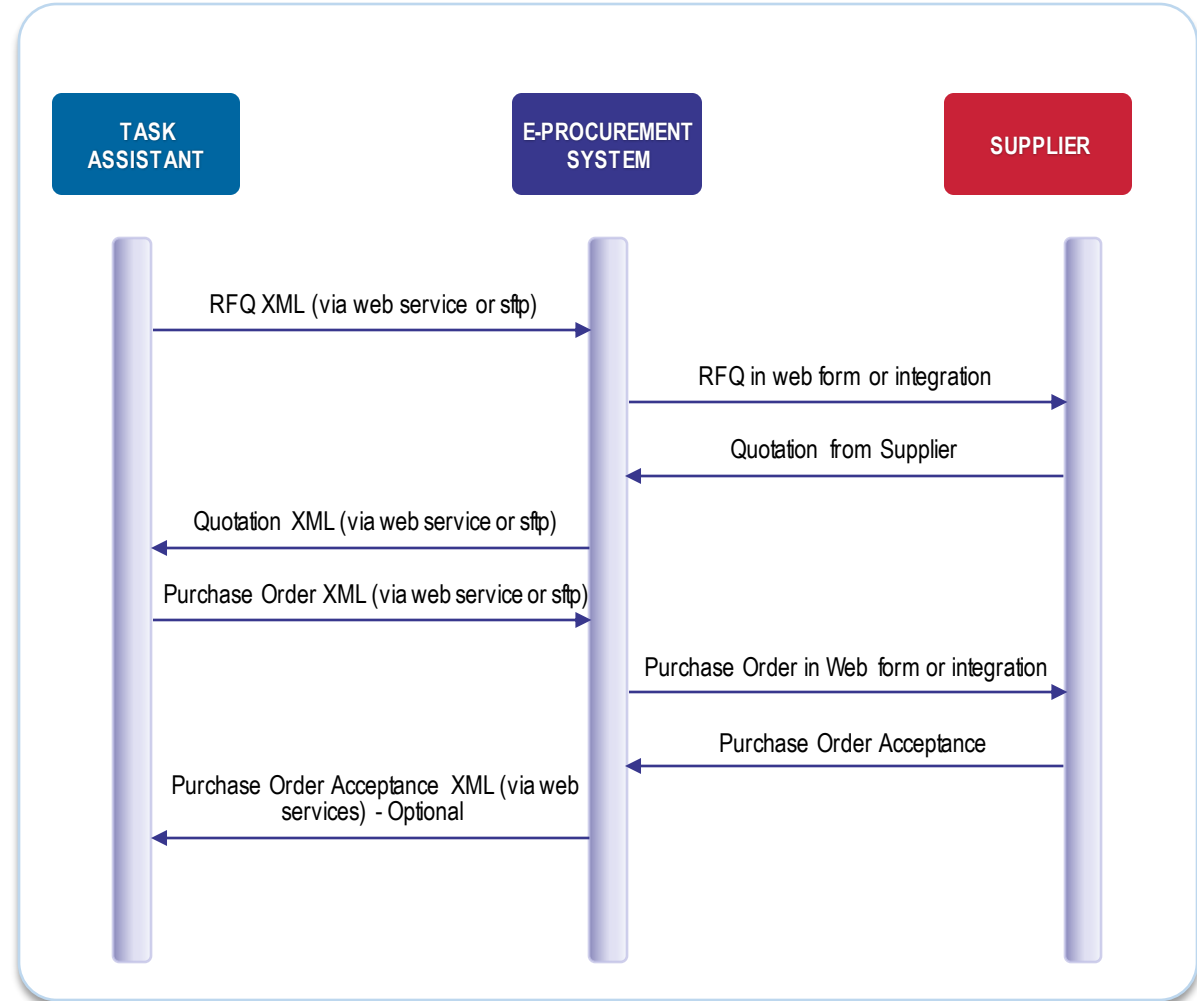 TASK
ASSISTANT
E-PROCUREMENT
SYSTEM
SUPPLIER
RFQ XML (via web service or sftp)
RFQ in web form or integration
Quotation from Supplier
Quotation XML (via web service or sftp)
Purchase Order XML (via web service or sftp)
Purchase Order in Web form or integration
Purchase Order Acceptance
Purchase Order Acceptance XML (via web
services) - Optional